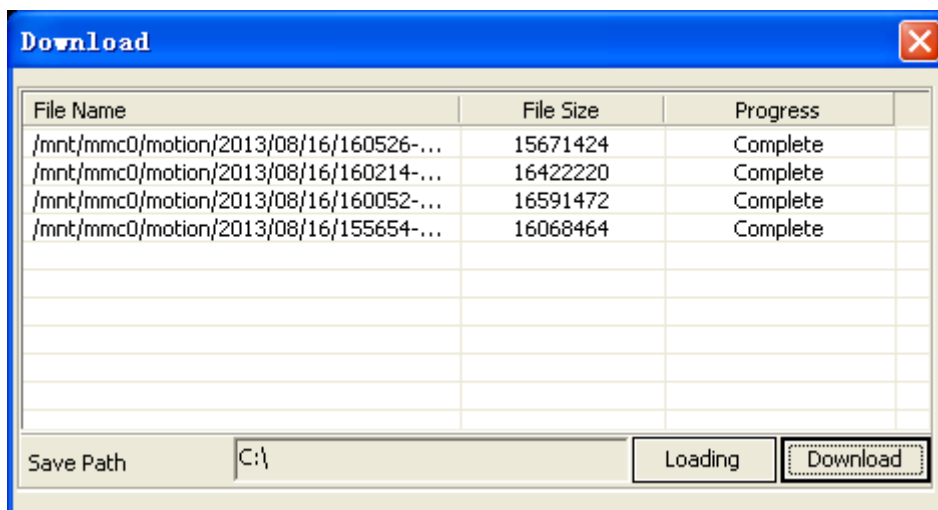 Download
File Name File Size Progress
/mnt/mmc0/motion/2013/08/16/160526-... 15671424 Complete
/mnt/mmc0/motion/2013/08/16/160214-... 16422220 Complete
/mnt/mmc0/motion/2013/08/16/160052-... 16591472 Complete
/mnt/mmc0/motion/2013/08/16/155654-... 16068464 Complete
Save Path C:\ Loading Download